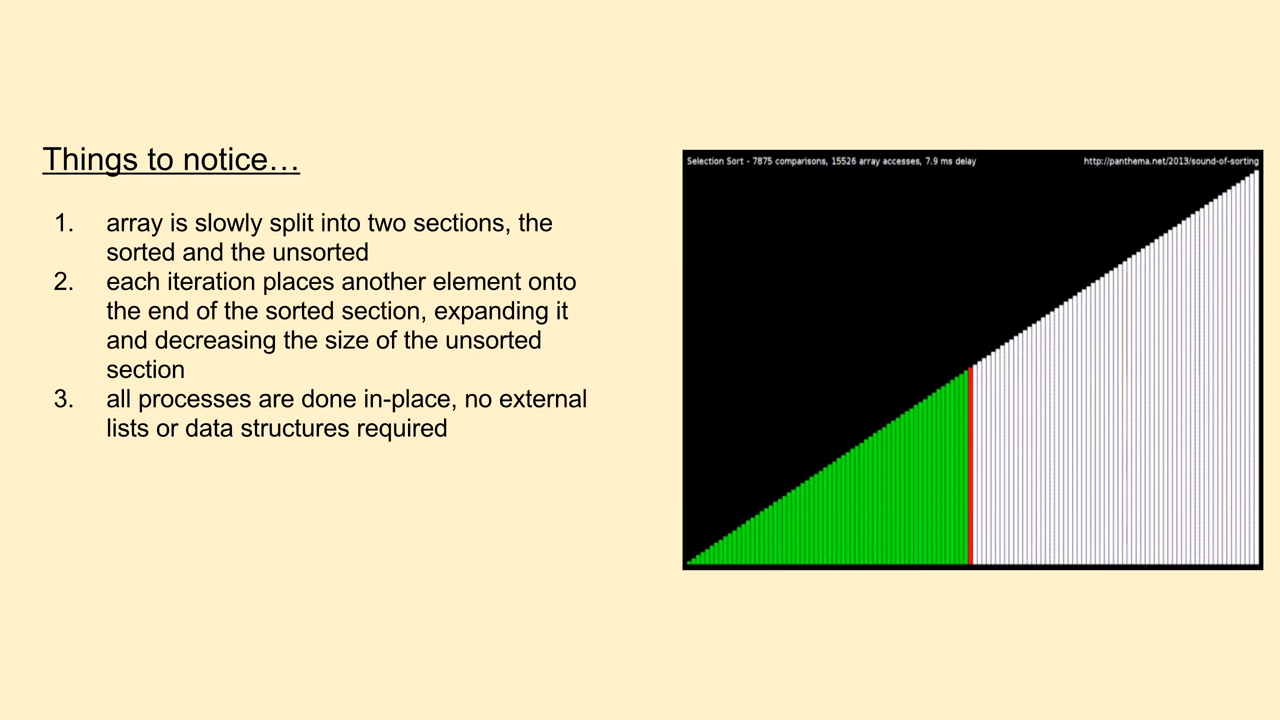 Things to notice…
1. array is slowly split into two sections, the
sorted and the unsorted
2. each iteration places another element onto
the end of the sorted section, expanding it
and decreasing the size of the unsorted
section
3. all processes are done in-place, no external
lists or data structures required
Selection Sort - 7875 comparisons, 15526 array accesses, 7.9 ms delay
http://panthema.net/2013/sound-of-sorting